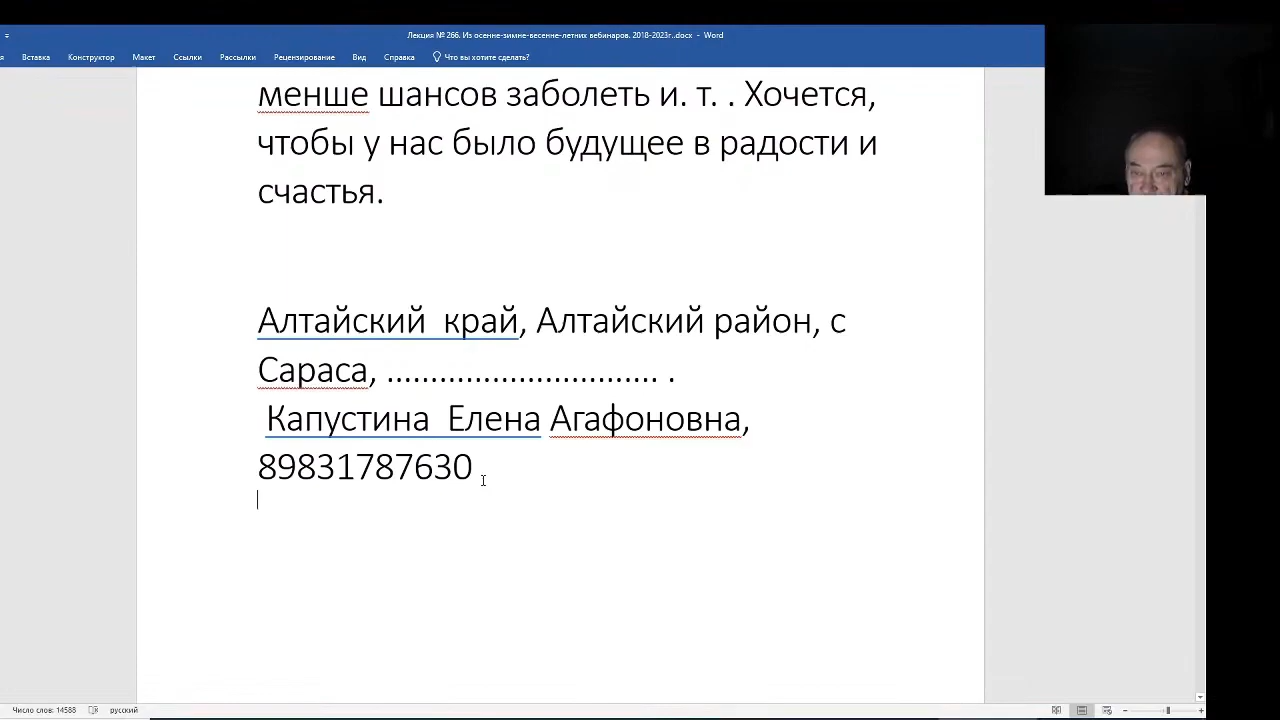 Лекция № 266. Из осенне-зимне-весенне-летних вебинаров. 2018-2023г..docx - Word
Вставка Конструктор Макет Ссылки Рассылки Рецензирование Вид Справка Что вы хотите сделать?
менше шансов заболеть и. т. . Хочется,
чтобы у нас было будущее в радости и
счастья.
Алтайский край, Алтайский район, с
Сараса, ............................... .
Капустина Елена Агафоновна,
89831787630
Число слов: 14588 русский